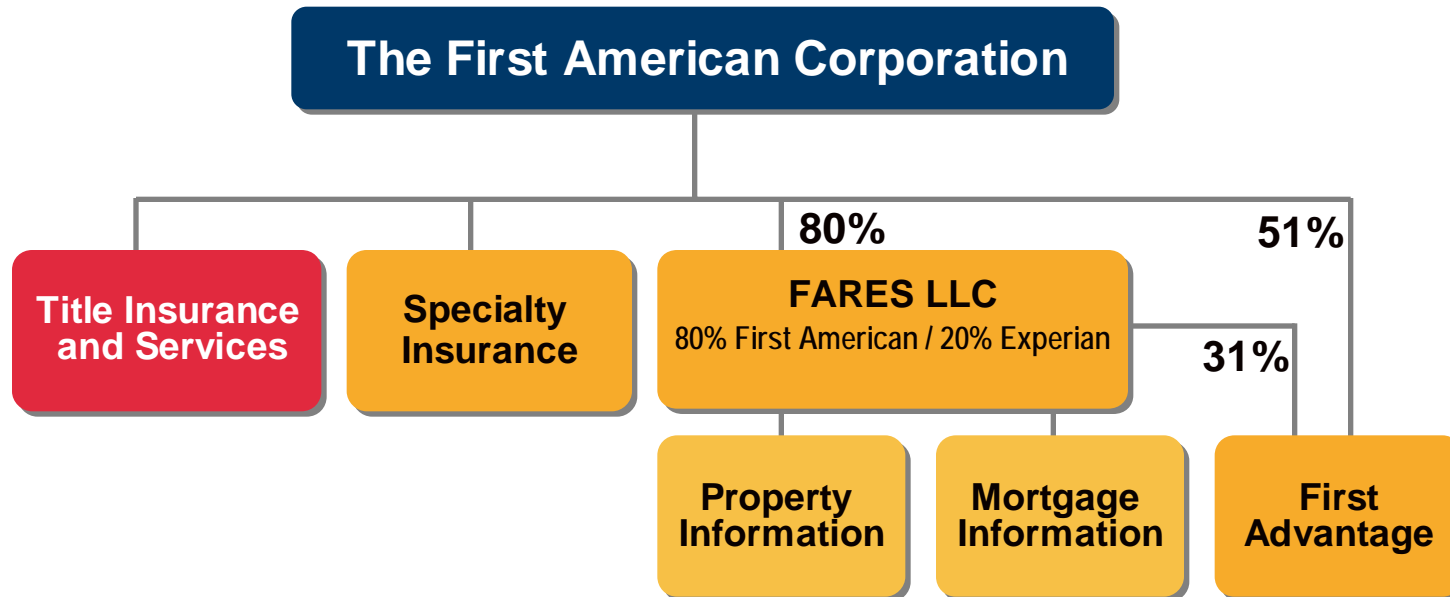 The First American Corporation
80%
51%
Title Insurance
and Services
Specialty
Insurance
FARES LLC
80% First American / 20% Experian
31%
Property
Information
Mortgage
Information
First
Advantage